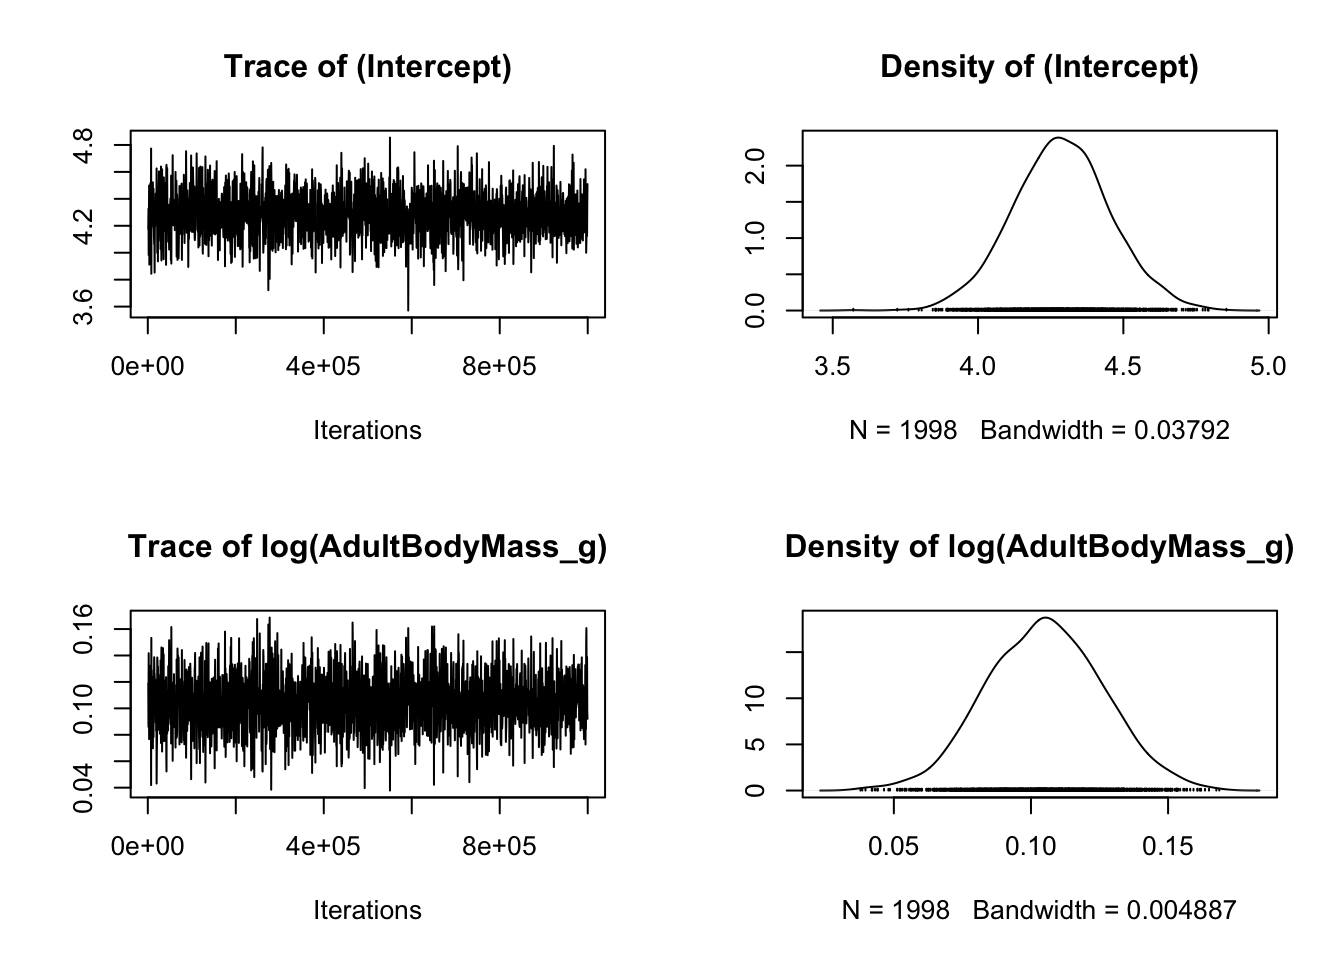 Trace of (Intercept)
4.8
4.2
3.6
0e+00 4e+05 8e+05
Iterations
Density of (Intercept)
2.0
1.0
0.0
3.5 4.0 4.5 5.0
N = 1998 Bandwidth = 0.03792
Trace of log(AdultBodyMass_g)
0.16
0.10
0.04
0e+00 4e+05 8e+05
Iterations
Density of log(AdultBodyMass_g)
10
5
0
0.05 0.10 0.15
N = 1998 Bandwidth = 0.004887